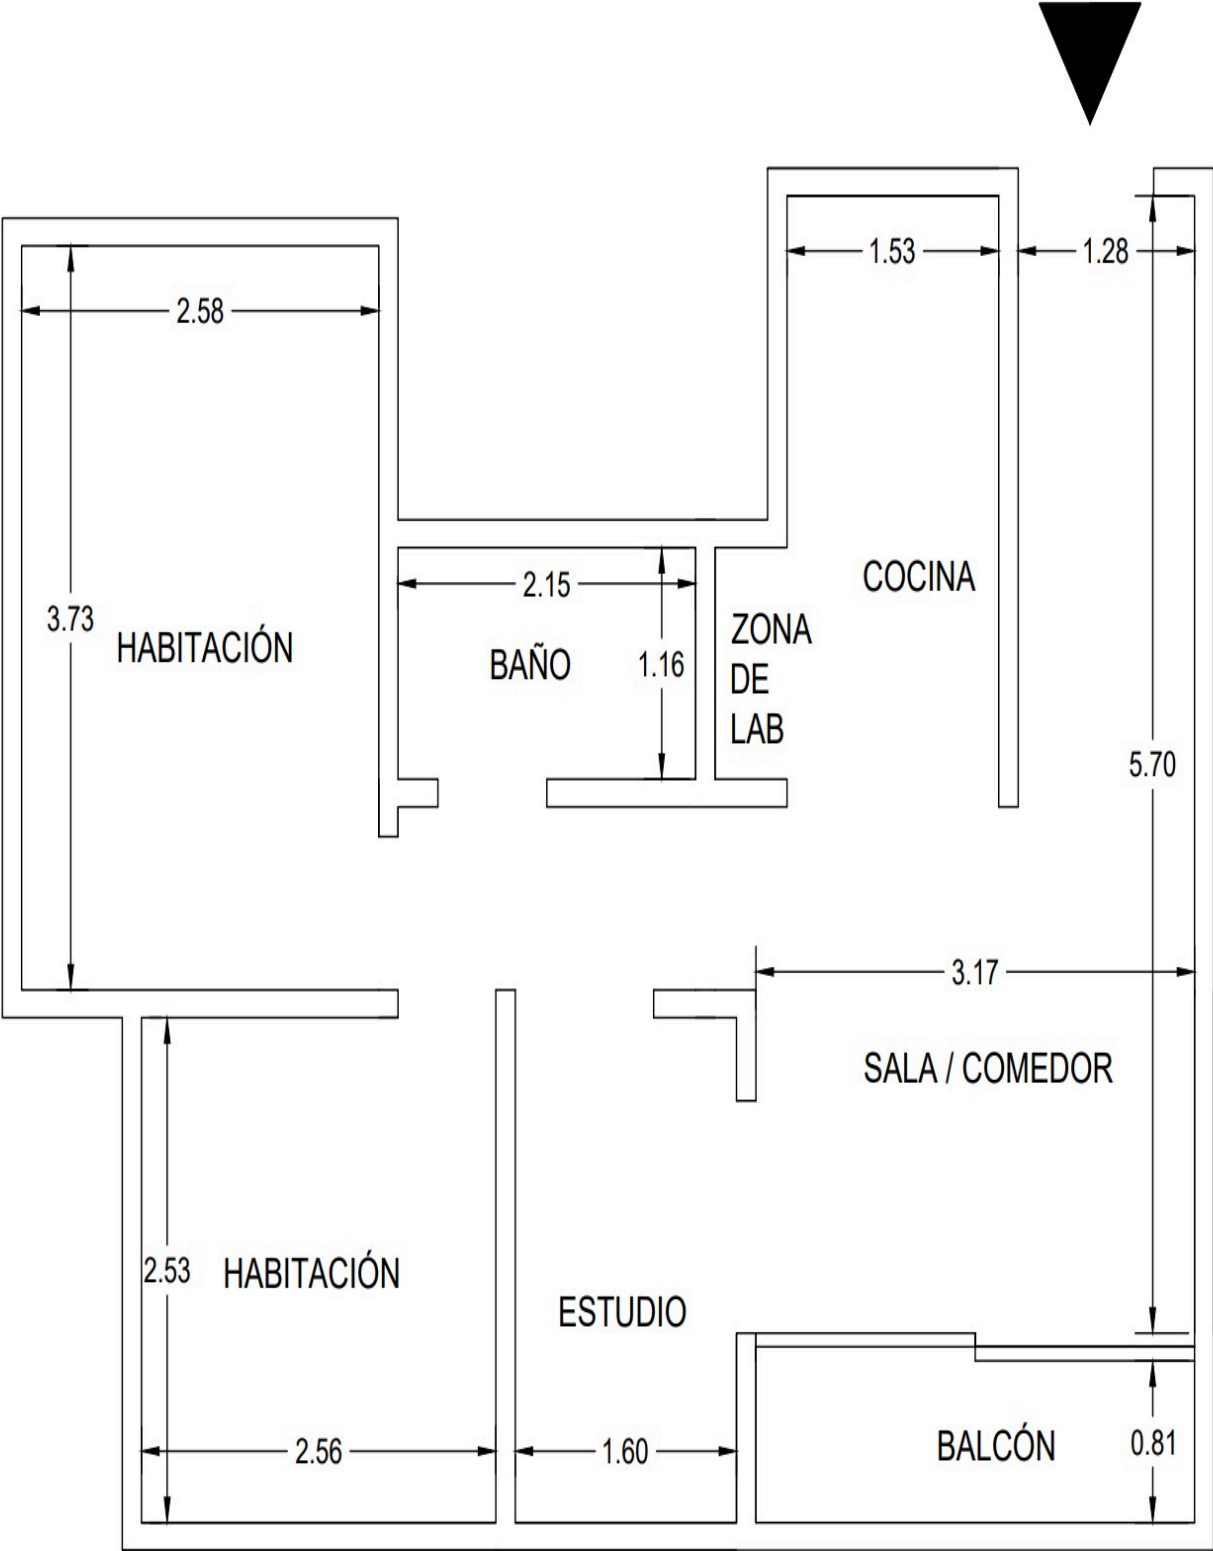 1.53
1.28
2.58
COCINA
2.15
3.73
HABITACIÓN
BAÑO
1.16
ZONA
DE
LAB
5.70
3.17
SALA / COMEDOR
2.53
HABITACIÓN
ESTUDIO
2.56
1.60
BALCÓN
0.81